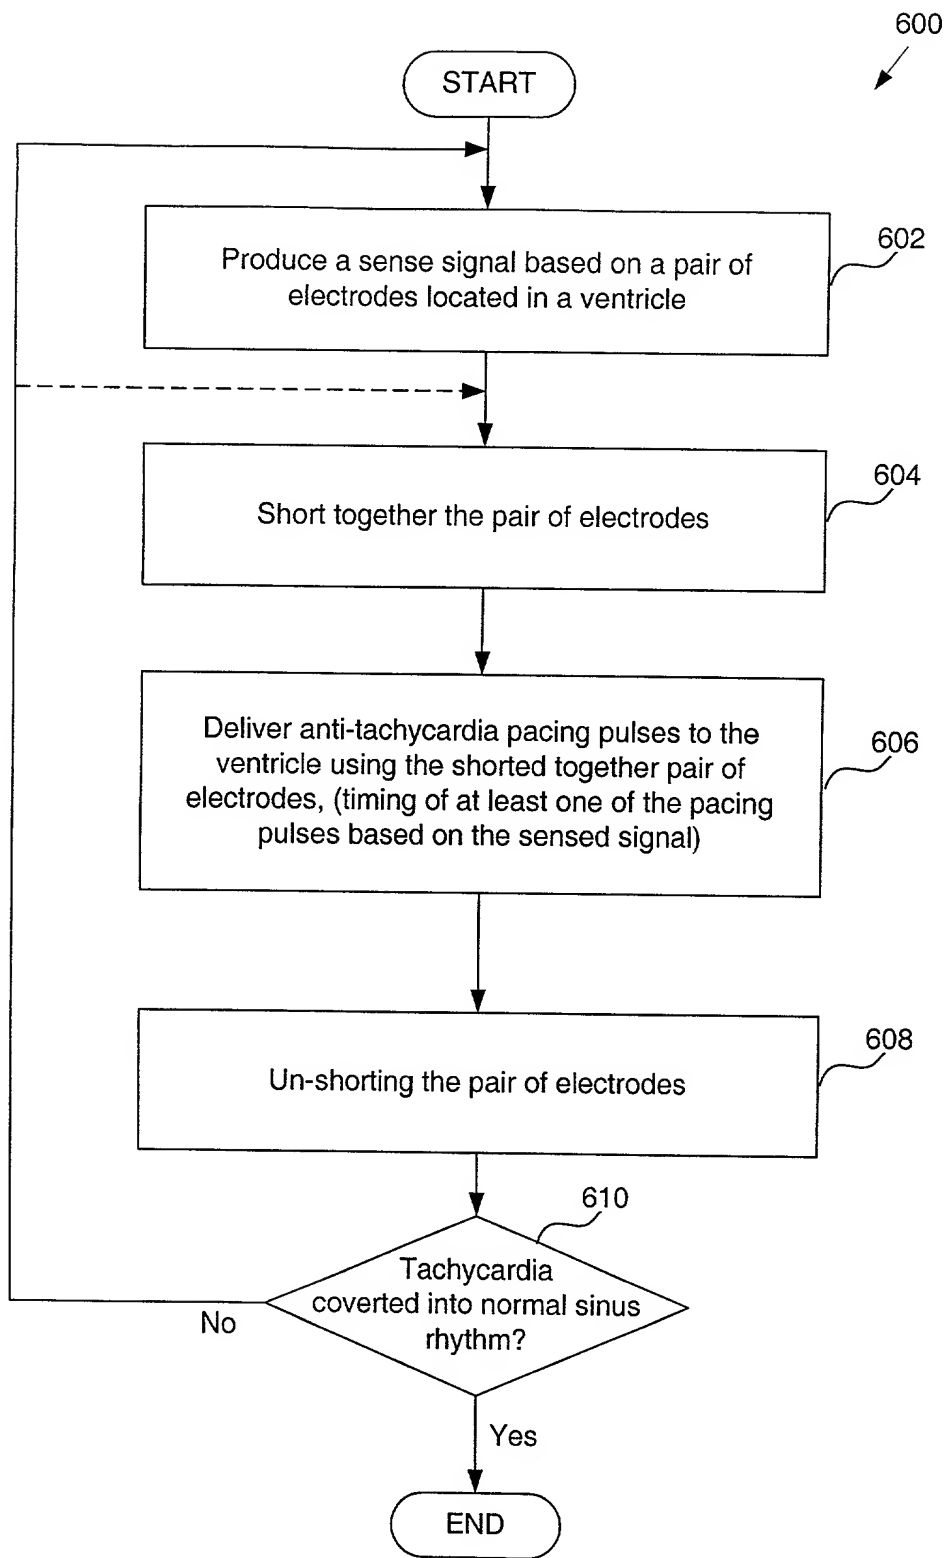 600
START
Produce a sense signal based on a pair of
electrodes located in a ventricle
602
Short together the pair of electrodes
604
Deliver anti-tachycardia pacing pulses to the
ventricle using the shorted together pair of
electrodes, (timing of at least one of the pacing
pulses based on the sensed signal)
606
Un-shorting the pair of electrodes
608
610
Tachycardia
coverted into normal sinus
rhythm?
No
Yes
END